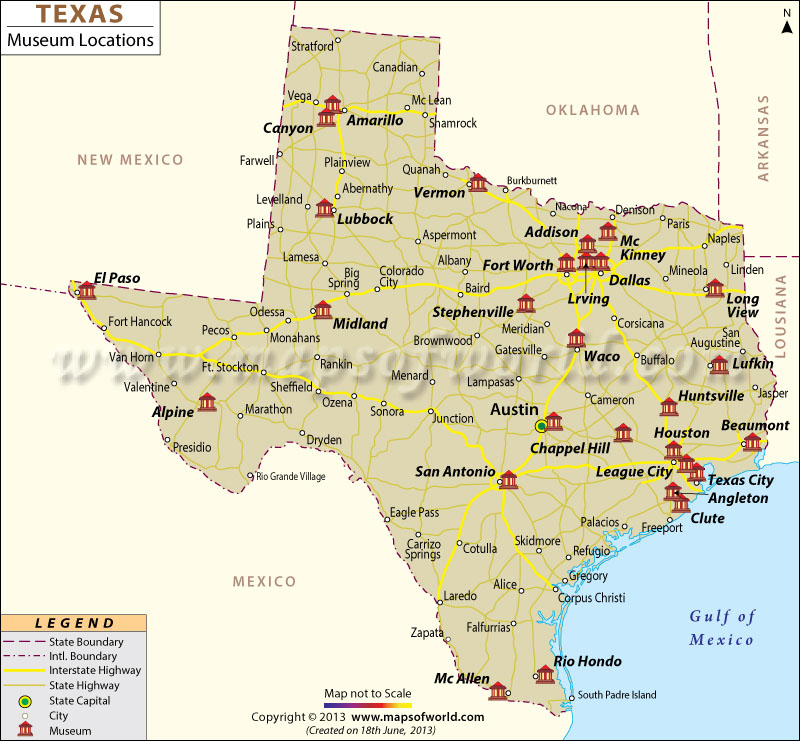 TEXAS
Museum Locations
N
Stratford
Canadian
OKLAHOMA
ARKANSAS
Vega
Mc Lean
Amarillo
Shamrock
Canyon
NEW MEXICO
Farwell
Plainview
Quanah
Burkburnett
Vermon
Abernathy
Levelland
Lubbock
Nacona
Denison
Paris
Plains
Aspermont
Addison
Mc
Kinney
Naples
Lamesa
Albany
Fort Worth
Dallas
Mineola
Linden
El Paso
Big
Spring
Colorado
City
Baird
Lrving
Long
View
LOUISIANA
Odessa
Midland
Stephenville
Fort Hancock
Pecos
Monahans
Meridian
Corsicana
San
Augustine
Brownwood
Gatesville
Waco
Buffalo
Lufkin
Van Horn
Ft. Stockton
Rankin
www.mapsofworld.com
Valentine
Sheffield
Menard
Lampasas
Jasper
Alpine
Marathon
Ozena
Sonora
Junction
Austin
Cameron
Huntsville
Presidio
Dryden
Chappel Hill
Houston
Beaumont
Rio Grande Village
San Antonio
League City
Texas City
Angleton
Clute
Eagle Pass
Palacios
Freeport
Carrizo
Springs
Cotulla
Skidmore
Refugio
MEXICO
Gregory
Laredo
Alice
Corpus Christi
Zapata
Falfurrias
Gulf of
Mexico
Rio Hondo
Mc Allen
South Padre Island
LEGEND
State Boundary
Intl. Boundary
Interstate Highway
State Highway
State Capital
City
Museum
Map not to Scale
Copyright © 2013 www.mapsofworld.com
(Created on 18th June, 2013)